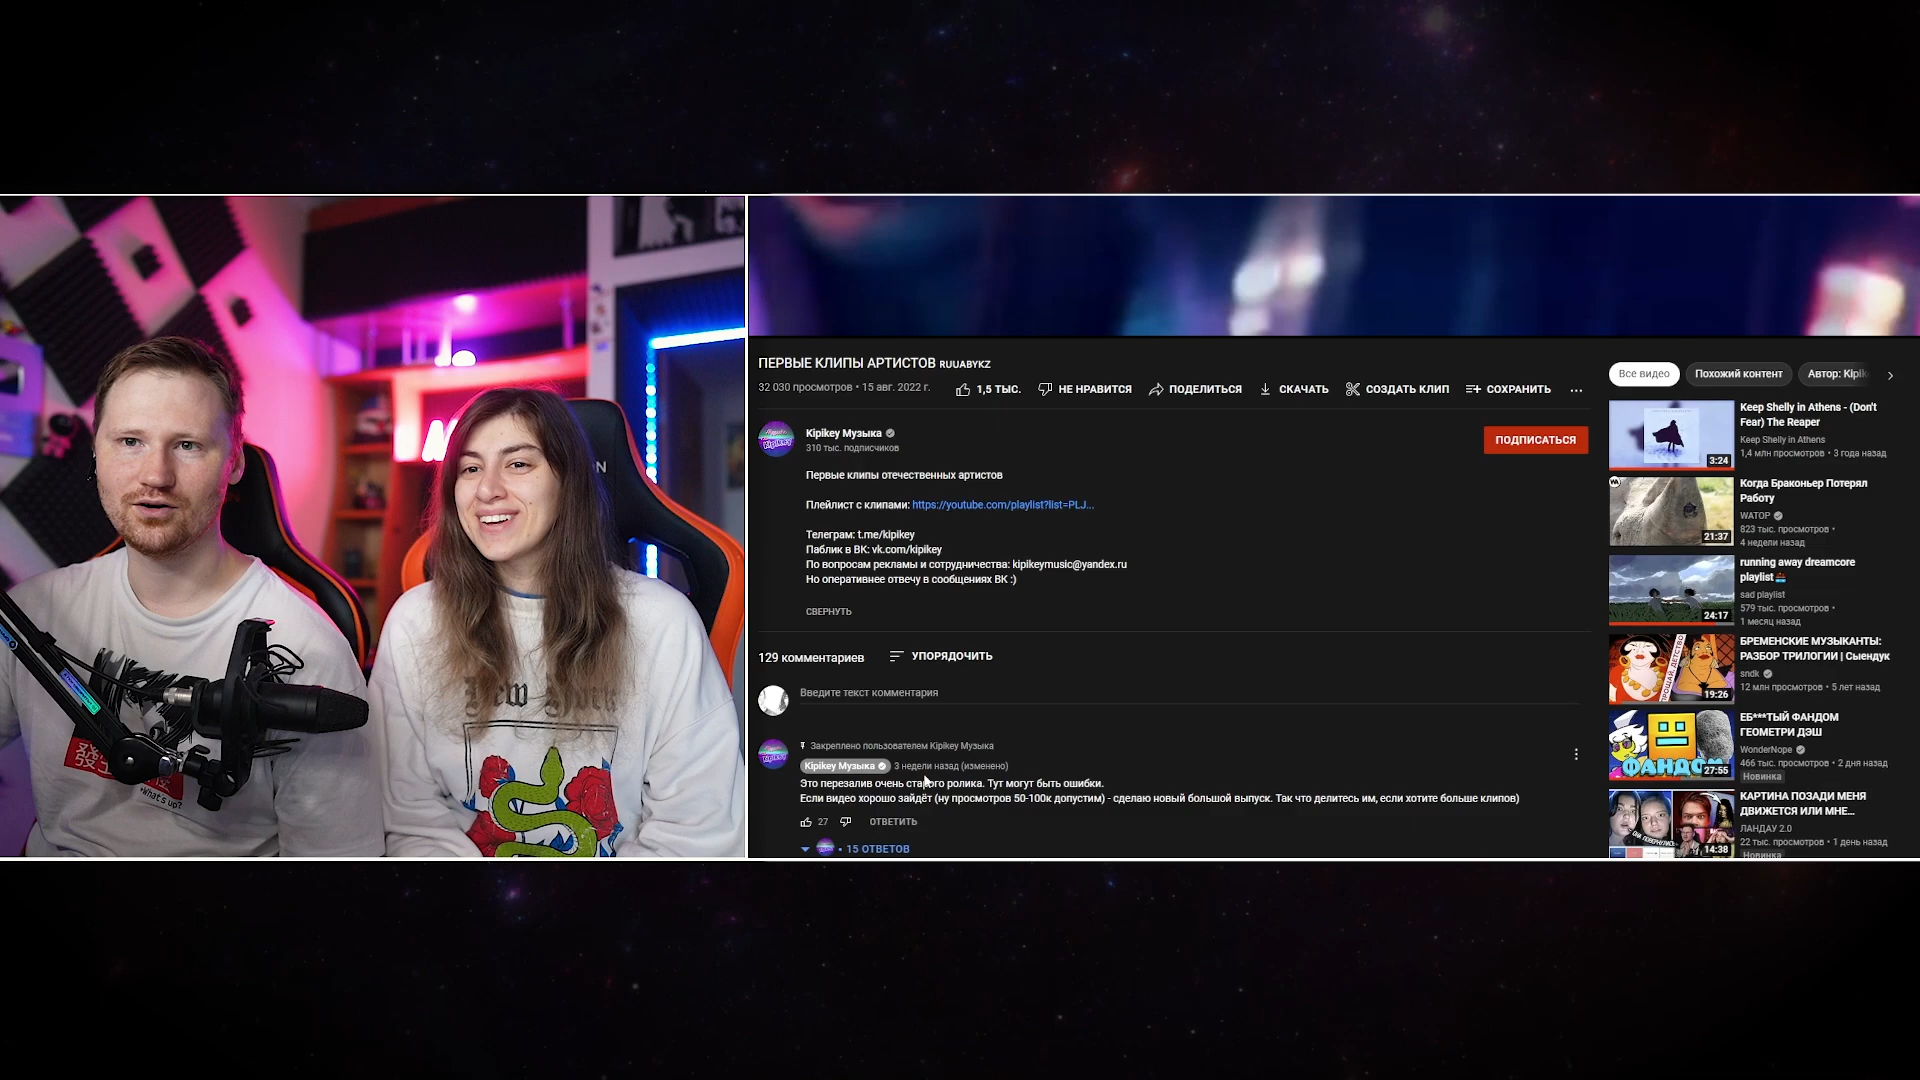 ПЕРВЫЕ КЛИПЫ АРТИСТОВ RUUABYKZ
32 030 просмотров • 15 авг. 2022 г.
1,5 ТЫС.
НЕ НРАВИТСЯ
ПОДЕЛИТЬСЯ
СКАЧАТЬ
СОЗДАТЬ КЛИП
СОХРАНИТЬ
Kipikey Музыка
310 тыс. подписчиков
ПОДПИСАТЬСЯ
Первые клипы отечественных артистов
Плейлист с клипами: https://youtube.com/playlist?list=PLJ...
Телеграм: t.me/kipikey
Паблик в ВК: vk.com/kipikey
По вопросам рекламы и сотрудничества: kipikeymusic@yandex.ru
Но оперативнее отвечу в сообщениях ВК :)
СВЕРНУТЬ
129 комментариев
УПОРЯДОЧИТЬ
Введите текст комментария
Закреплено пользователем Kipikey Музыка
Kipikey Музыка 3 недели назад (изменено)
Это перезалив очень старого ролика. Тут могут быть ошибки.
Если видео хорошо зайдёт (ну просмотров 50-100к допустим) - сделаю новый большой выпуск. Так что делитесь им, если хотите больше клипов)
27
ОТВЕТИТЬ
• 15 ОТВЕТОВ
Все видео
Похожий контент
Автор: Kipik
Keep Shelly in Athens - (Don't
Fear) The Reaper
Keep Shelly in Athens
1,4 млн просмотров • 3 года назад
3:24
Когда Браконьер Потерял
Работу
WATOP
823 тыс. просмотров •
4 недели назад
21:37
running away dreamcore
playlist
sad playlist
579 тыс. просмотров •
1 месяц назад
24:17
БРЕМЕНСКИЕ МУЗЫКАНТЫ:
РАЗБОР ТРИЛОГИИ | Сыендук
sndk
12 млн просмотров • 5 лет назад
19:26
ЕБ***ТЫЙ ФАНДОМ
ГЕОМЕТРИ ДЭШ
WonderNope
466 тыс. просмотров • 2 дня назад
Новинка
27:55
КАРТИНА ПОЗАДИ МЕНЯ
ДВИЖЕТСЯ ИЛИ МНЕ...
ЛАНДАУ 2.0
22 тыс. просмотров • 1 день назад
Новинка
14:38
New York
What's up?